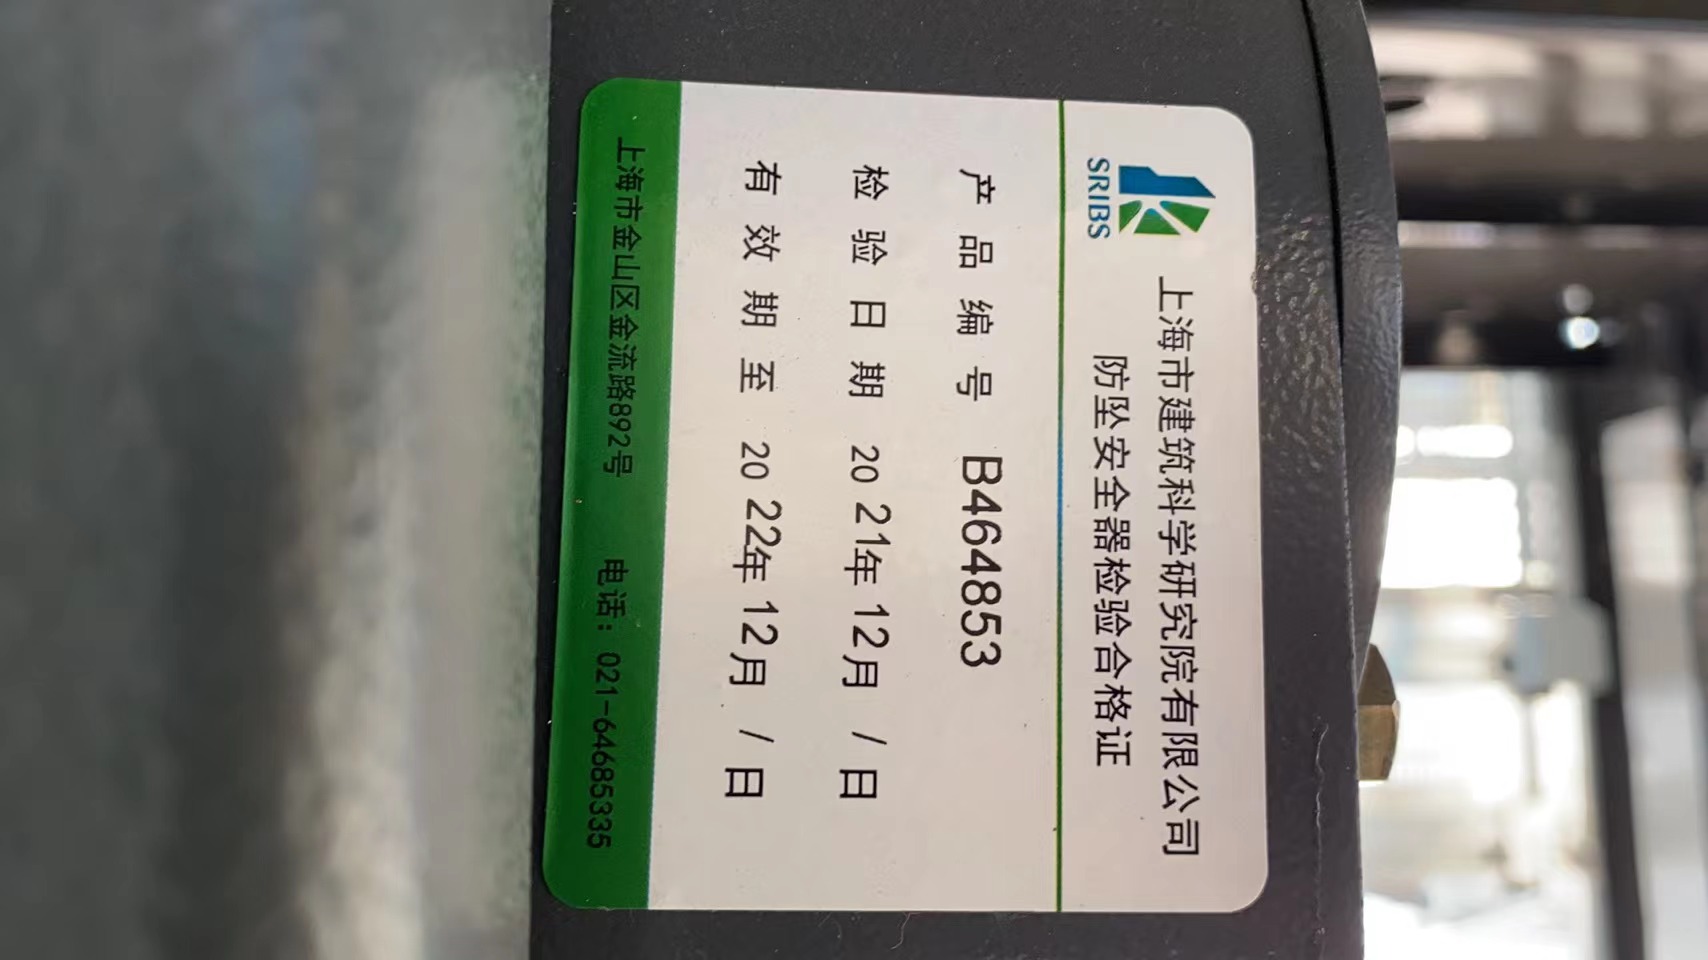 SRIBS
上海市建筑科学研究院有限公司
防坠安全器检验合格证
产品编号 B464853
检验日期 2021年12月 / 日
有效期至 2022年12月 / 日
上海市金山区金流路892号 电话：021-64685335